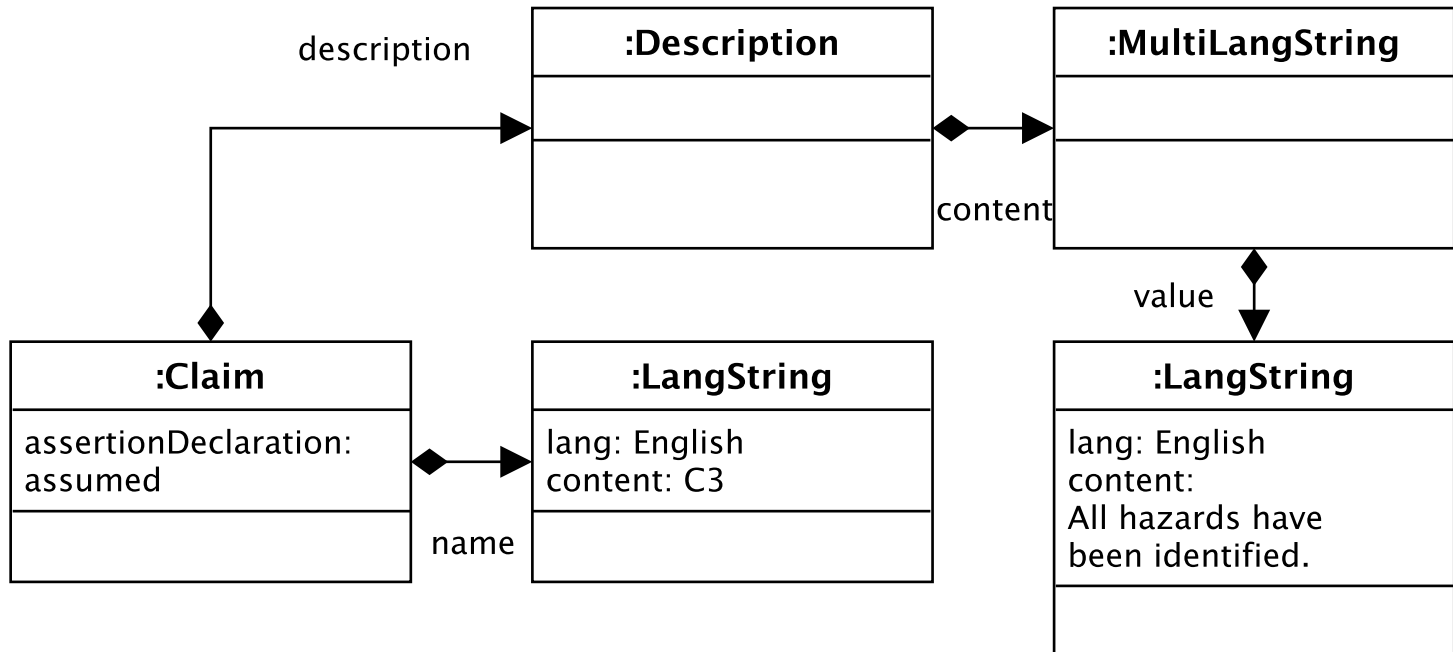 description
:Description
:MultiLangString
content
value
:Claim
assertionDeclaration:
assumed
name
:LangString
lang: English
content: C3
:LangString
lang: English
content:
All hazards have
been identified.